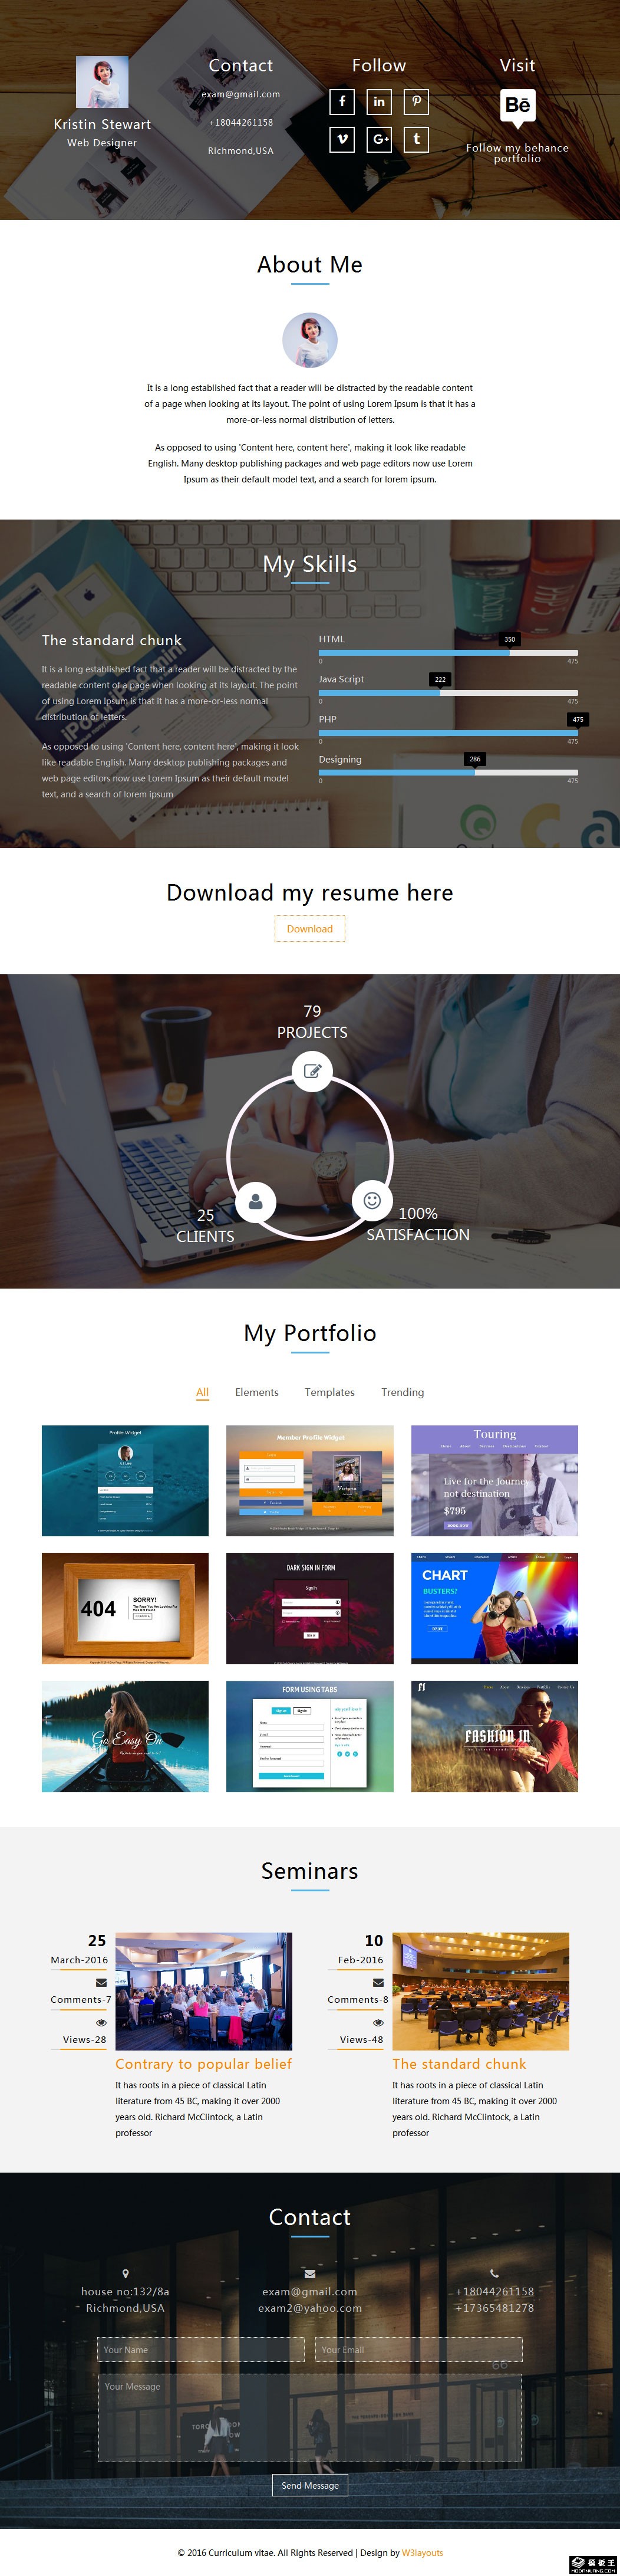 Kristin Stewart
Web Designer
Contact
exam@gmail.com
+18044261158
Richmond,USA
Follow
Visit
Bē
Follow my behance
portfolio
About Me
It is a long established fact that a reader will be distracted by the readable content
of a page when looking at its layout. The point of using Lorem Ipsum is that it has a
more-or-less normal distribution of letters.
As opposed to using 'Content here, content here', making it look like readable
English. Many desktop publishing packages and web page editors now use Lorem
Ipsum as their default model text, and a search for lorem ipsum.
My Skills
The standard chunk
It is a long established fact that a reader will be distracted by the
readable content of a page when looking at its layout. The point
of using Lorem Ipsum is that it has a more-or-less normal
distribution of letters.
As opposed to using 'Content here, content here', making it look
like readable English. Many desktop publishing packages and
web page editors now use Lorem Ipsum as their default model
text, and a search of lorem ipsum
iPod, iPad mini
HTML
350
0 475
Java Script
222
0 475
PHP
475
0 475
Designing
286
0 475
Download my resume here
Download
79
PROJECTS
25
CLIENTS
100%
SATISFACTION
My Portfolio
All Elements Templates Trending
Profile Widget
Member Profile Widget
Touring
Live for the Journey
not destination
$795
BOOK NOW
404
SORRY!
DARK SIGN IN FORM
Sign In
CHART
BUSTERS?
Go Easy On
FORM USING TABS
FASHION IN
Seminars
25
March-2016
Comments-7
Views-28
Contrary to popular belief
It has roots in a piece of classical Latin
literature from 45 BC, making it over 2000
years old. Richard McClintock, a Latin
professor
10
Feb-2016
Comments-8
Views-48
The standard chunk
It has roots in a piece of classical Latin
literature from 45 BC, making it over 2000
years old. Richard McClintock, a Latin
professor
Contact
house no:132/8a
Richmond,USA
exam@gmail.com
exam2@yahoo.com
+18044261158
+17365481278
Your Name
Your Email
Your Message
Send Message
© 2016 Curriculum vitae. All Rights Reserved | Design by W3layouts
模板王
MOBANWANG.COM